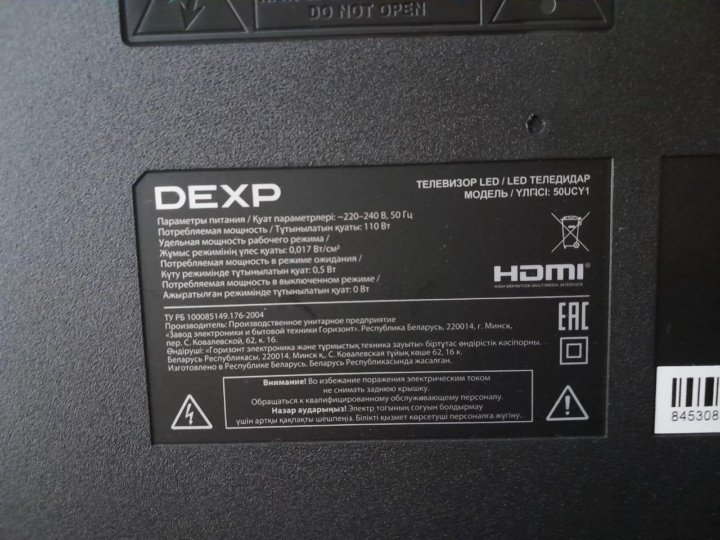 DO NOT OPEN
DEXP
ТЕЛЕВИЗОР LED / LED ТЕЛЕДИДАР
МОДЕЛЬ / ҮЛГІСІ: 50UCY1
Параметры питания / Қуат параметрлері: ~220–240 В, 50 Гц
Потребляемая мощность / Тұтынылатын қуаты: 110 Вт
Удельная мощность рабочего режима /
Жұмыс режимінің үлес қуаты: 0,017 Вт/см²
Потребляемая мощность в режиме ожидания /
Күту режимінде тұтынылатын қуат: 0,5 Вт
Потребляемая мощность в выключенном режиме /
Ажыратылған режимінде тұтынылатын қуат: 0 Вт
HDMI®
HIGH-DEFINITION MULTIMEDIA INTERFACE
ТУ РБ 100085149.176-2004
Производитель: Производственное унитарное предприятие
«Завод электроники и бытовой техники Горизонт». Республика Беларусь, 220014, г. Минск,
пер. С. Ковалевской, 62, к. 16.
Өндіруші: «Горизонт электроника және тұрмыстық техника зауыты» біртұтас өндірістік кәсіпорны.
Беларусь Республикасы, 220014, Минск қ., С. Ковалевская тұйық көше 62, 16 к.
Изготовлено в Республике Беларусь. Беларусь Республикасында жасалған.
EAC
Внимание! Во избежание поражения электрическим током
не снимать заднюю крышку.
Обращаться к квалифицированному обслуживающему персоналу.
Назар аударыңыз! Электр тогының соғуын болдырмау
үшін артқы қақпақты шешпеңіз. Білікті қызмет көрсетуші персоналға жүгіну.
845308